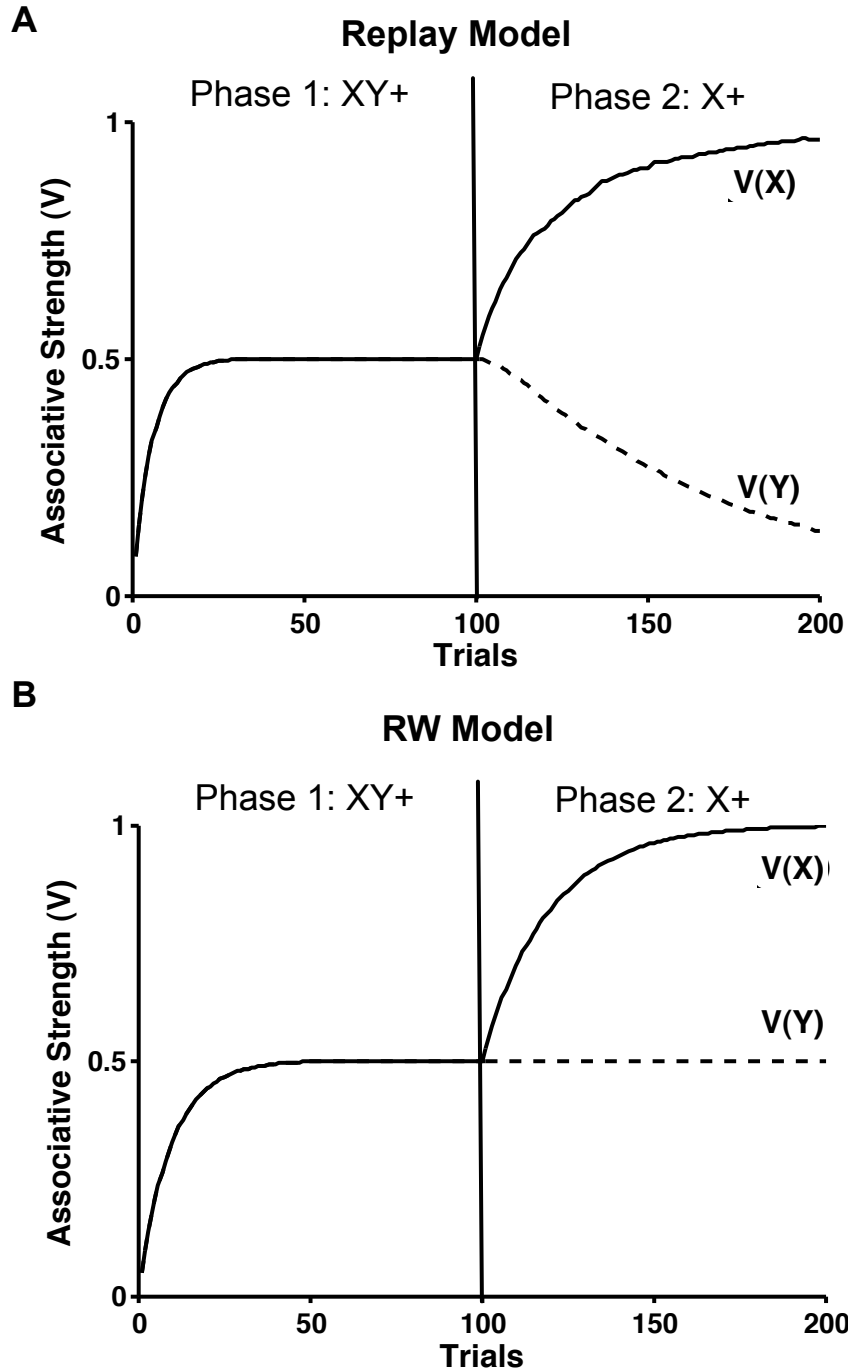 A
Replay Model
Phase 1: XY+
Phase 2: X+
1
V(X)
Associative Strength (V)
0.5
V(Y)
0
0
50
100
150
200
Trials
B
RW Model
Phase 1: XY+
Phase 2: X+
1
V(X)
Associative Strength (V)
V(Y)
0.5
0
0
50
100
150
200
Trials